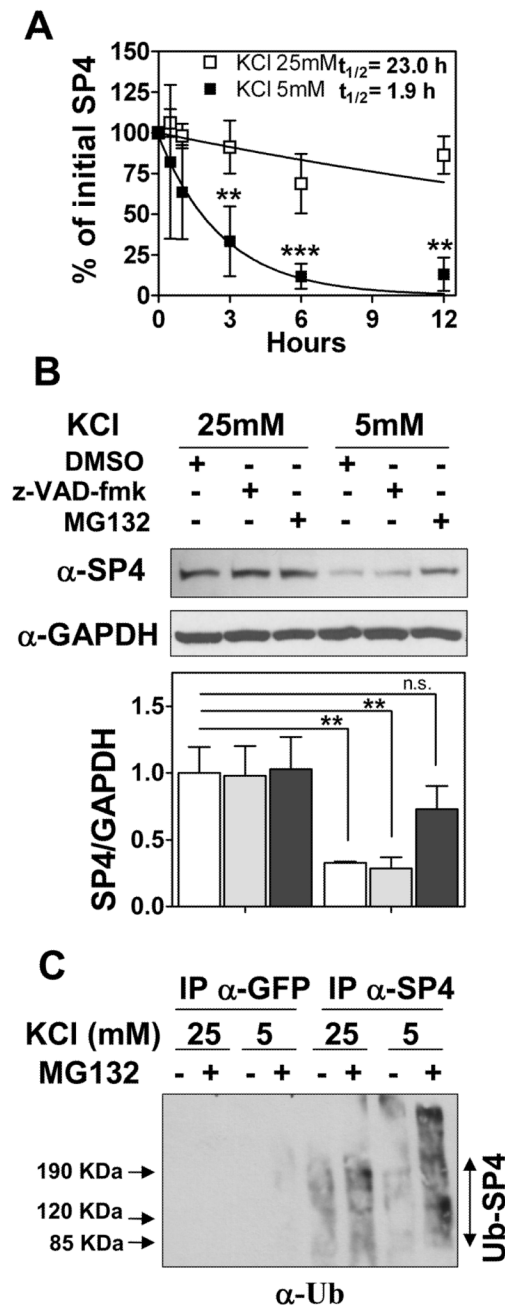 A
% of initial SP4
150
125
100
75
50
25
0
KCl 25mM t1/2= 23.0 h
KCl 5mM t1/2= 1.9 h
**
***
**
0 3 6 9 12
Hours
B
KCl 25mM 5mM
DMSO + - - + - -
z-VAD-fmk - + - - + -
MG132 - - + - - +
α-SP4
α-GAPDH
SP4/GAPDH
1.5
1.0
0.5
0.0
n.s.
**
**
C
IP α-GFP IP α-SP4
KCl (mM) 25 5 25 5
MG132 - + - + - + - +
190 KDa
120 KDa
85 KDa
Ub-SP4
α-Ub